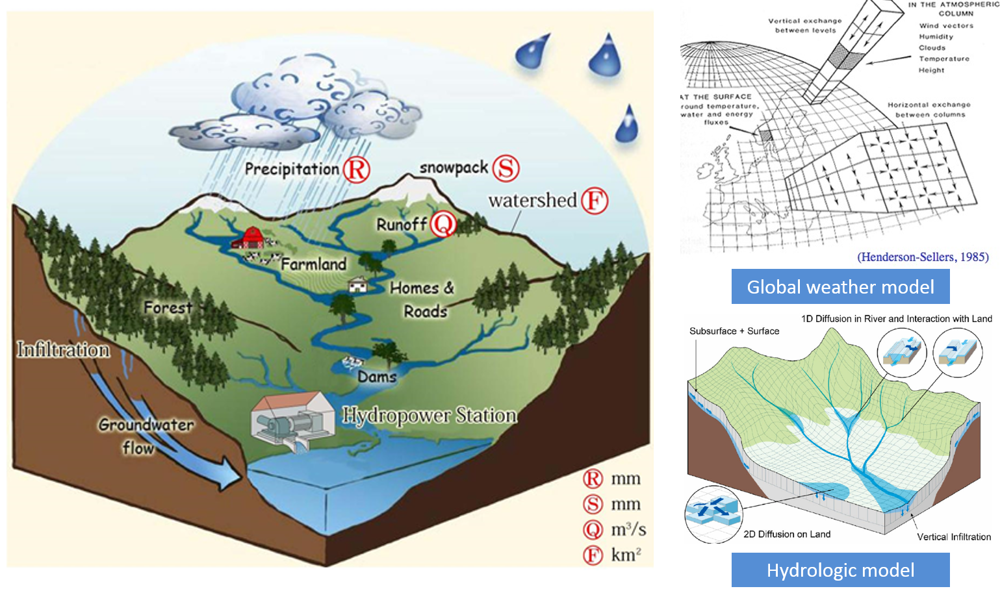 Precipitation R
snowpack S
watershed F
Runoff Q
Farmland
Homes &
Roads
Forest
Infiltration
Dams
Hydropower Station
Groundwater
flow
R mm
S mm
Q m³/s
F km²
IN THE ATMOSPHERIC
COLUMN
Wind vectors
Humidity
Clouds
Temperature
Height
Vertical exchange
between levels
AT THE SURFACE
round temperature,
water and energy
fluxes
Horizontal exchange
between columns
(Henderson-Sellers, 1985)
Global weather model
1D Diffusion in River and Interaction with Land
Subsurface + Surface
2D Diffusion on Land
Vertical Infiltration
Hydrologic model